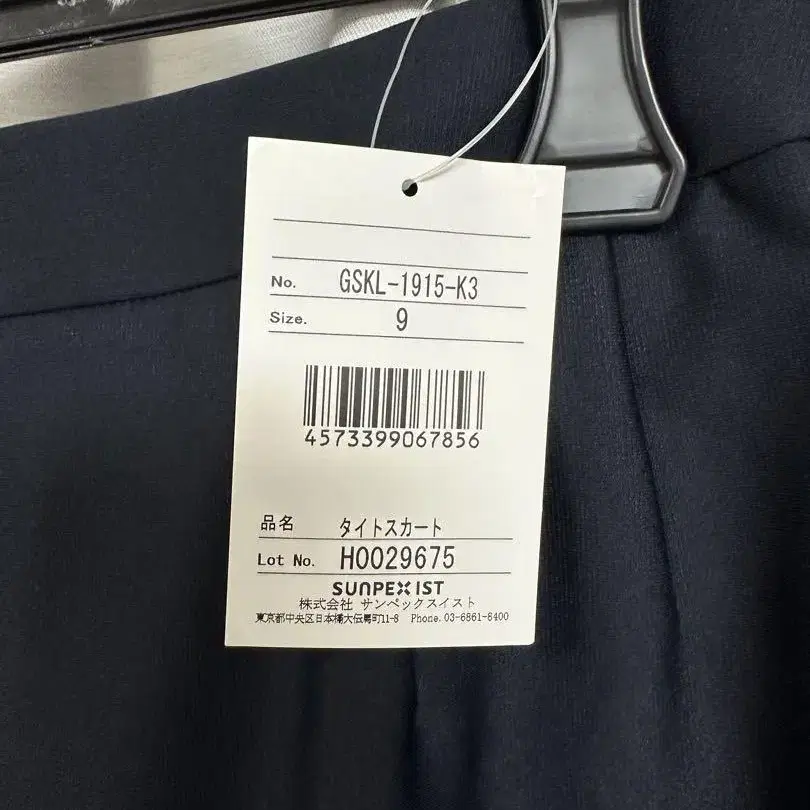 No. GSKL-1915-K3
Size. 9
4573399067856
品名 タイトスカート
Lot No. H0029675
SUNPEXIST
株式会社 サンペックスイスト
東京都中央区日本橋大伝馬町11-8 Phone.03-6861-8400